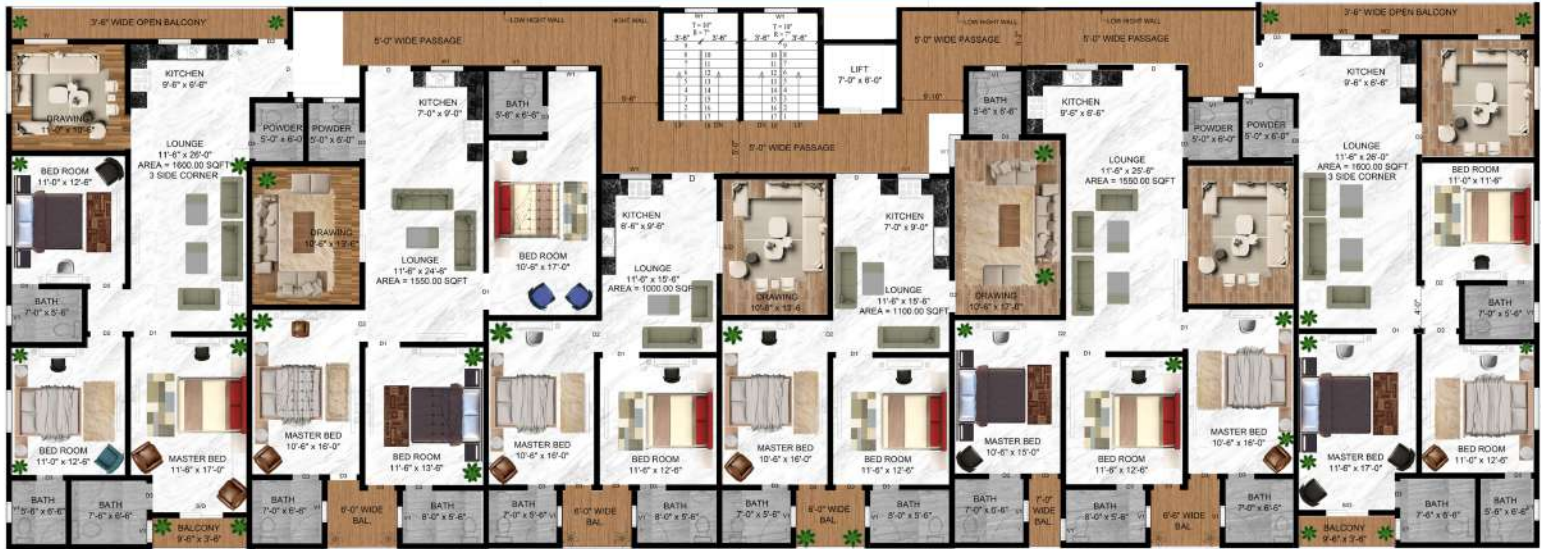 3'-6" WIDE OPEN BALCONY
LOW HIGHT WALL
HIGHT WALL
LOW HIGHT WALL
LOW HIGHT WALL
3'-6" WIDE OPEN BALCONY
5'-0" WIDE PASSAGE
5'-0" WIDE PASSAGE
5'-0" WIDE PASSAGE
5'-0" WIDE PASSAGE
LIFT
KITCHEN
9'-6" x 6'-6"
DRAWING
11'-0" x 10'-6"
LOUNGE
11'-6" x 26'-0"
AREA = 1600.00 SQFT
3 SIDE CORNER
BED ROOM
11'-0" x 12'-6"
BATH
7'-0" x 5'-6"
BED ROOM
11'-0" x 12'-6"
MASTER BED
11'-6" x 17'-0"
BATH
5'-6" x 6'-6"
BATH
7'-6" x 6'-6"
BALCONY
9'-6" x 3'-6"
POWDER
5'-0" x 6'-0"
POWDER
5'-0" x 6'-0"
DRAWING
10'-6" x 13'-6"
KITCHEN
7'-0" x 9'-0"
LOUNGE
11'-6" x 24'-6"
AREA = 1550.00 SQFT
BATH
5'-6" x 6'-6"
BED ROOM
10'-6" x 17'-0"
MASTER BED
10'-6" x 16'-0"
BED ROOM
11'-6" x 13'-6"
BATH
7'-0" x 6'-6"
6'-0" WIDE
BAL.
BATH
8'-0" x 5'-6"
KITCHEN
6'-6" x 9'-6"
LOUNGE
11'-6" x 15'-6"
AREA = 1000.00 SQFT
MASTER BED
10'-6" x 16'-0"
BED ROOM
11'-6" x 12'-6"
BATH
7'-0" x 5'-6"
6'-0" WIDE
BAL.
BATH
8'-0" x 5'-6"
DRAWING
10'-6" x 13'-6
KITCHEN
7'-0" x 9'-0"
LOUNGE
11'-6" x 15'-6"
AREA = 1100.00 SQFT
MASTER BED
10'-6" x 16'-0"
BED ROOM
11'-6" x 12'-6"
BATH
7'-0" x 5'-6"
6'-0" WIDE
BAL.
BATH
8'-0" x 5'-6"
BATH
5'-6" x 5'-6"
DRAWING
10'-6" x 17'-0"
KITCHEN
9'-6" x 6'-6"
LOUNGE
11'-6" x 25'-6"
AREA = 1550.00 SQFT
MASTER BED
10'-6" x 15'-0"
BED ROOM
11'-6" x 12'-6"
MASTER BED
10'-6" x 16'-0"
BATH
7'-0" x 6'-6"
7'-0"
WIDE
BAL
BATH
8'-0" x 5'-6"
6'-6" WIDE
BAL
BATH
7'-0" x 6'-6"
POWDER
5'-0" x 6'-0"
POWDER
5'-0" x 6'-0"
KITCHEN
9'-6" x 6'-6"
LOUNGE
11'-6" x 26'-0"
AREA = 1600.00 SQFT
3 SIDE CORNER
BED ROOM
11'-0" x 11'-6"
4'-0"
BATH
7'-0" x 5'-6"
MASTER BED
11'-6" x 17'-0"
BED ROOM
11'-0" x 12'-6"
BALCONY
9'-6" x 3'-6"
BATH
7'-6" x 6'-6"
BATH
5'-6" x 6'-6"